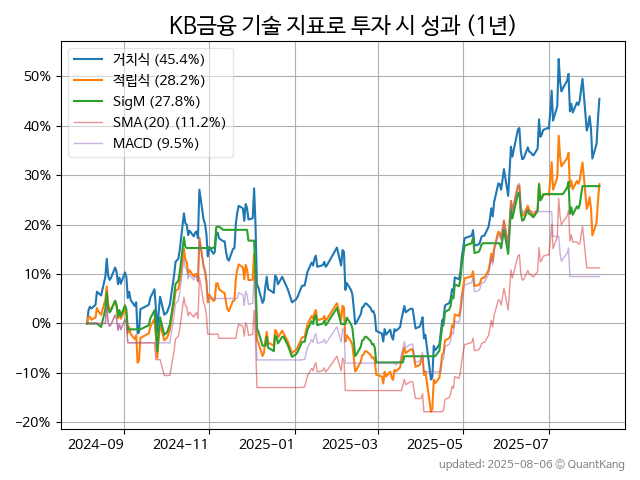 KB금융 기술 지표로 투자 시 성과 (1년)
거치식 (45.4%)
적립식 (28.2%)
SigM (27.8%)
SMA(20) (11.2%)
MACD (9.5%)
50%
40%
30%
20%
10%
0%
−10%
−20%
2024-09 2024-11 2025-01 2025-03 2025-05 2025-07
updated: 2025-08-06 © QuantKang